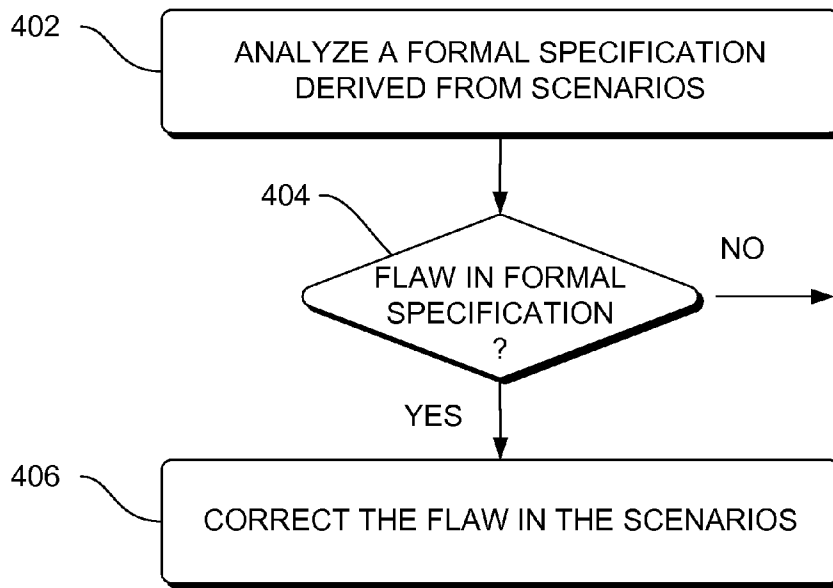 402
ANALYZE A FORMAL SPECIFICATION
DERIVED FROM SCENARIOS
404
FLAW IN FORMAL
SPECIFICATION
?
NO
YES
406
CORRECT THE FLAW IN THE SCENARIOS